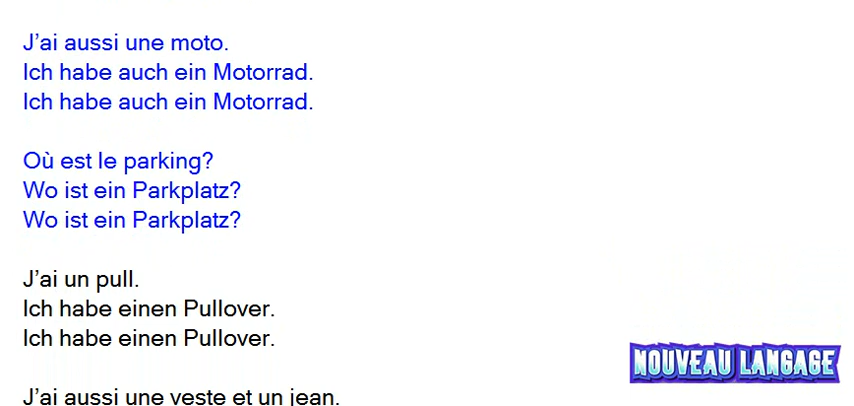 J'ai aussi une moto.
Ich habe auch ein Motorrad.
Ich habe auch ein Motorrad.
Où est le parking?
Wo ist ein Parkplatz?
Wo ist ein Parkplatz?
J'ai un pull.
Ich habe einen Pullover.
Ich habe einen Pullover.
J'ai aussi une veste et un jean.
NOUVEAU LANGAGE